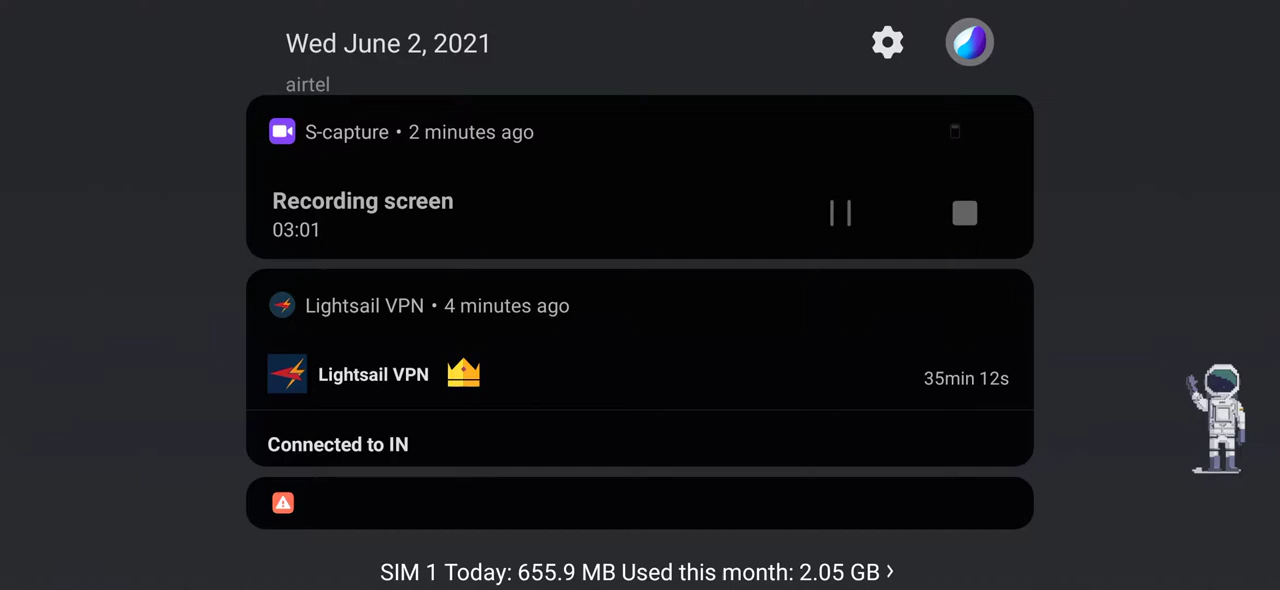 Wed June 2, 2021
airtel
S-capture • 2 minutes ago
Recording screen
03:01
Lightsail VPN • 4 minutes ago
Lightsail VPN
35min 12s
Connected to IN
SIM 1 Today: 655.9 MB Used this month: 2.05 GB ›